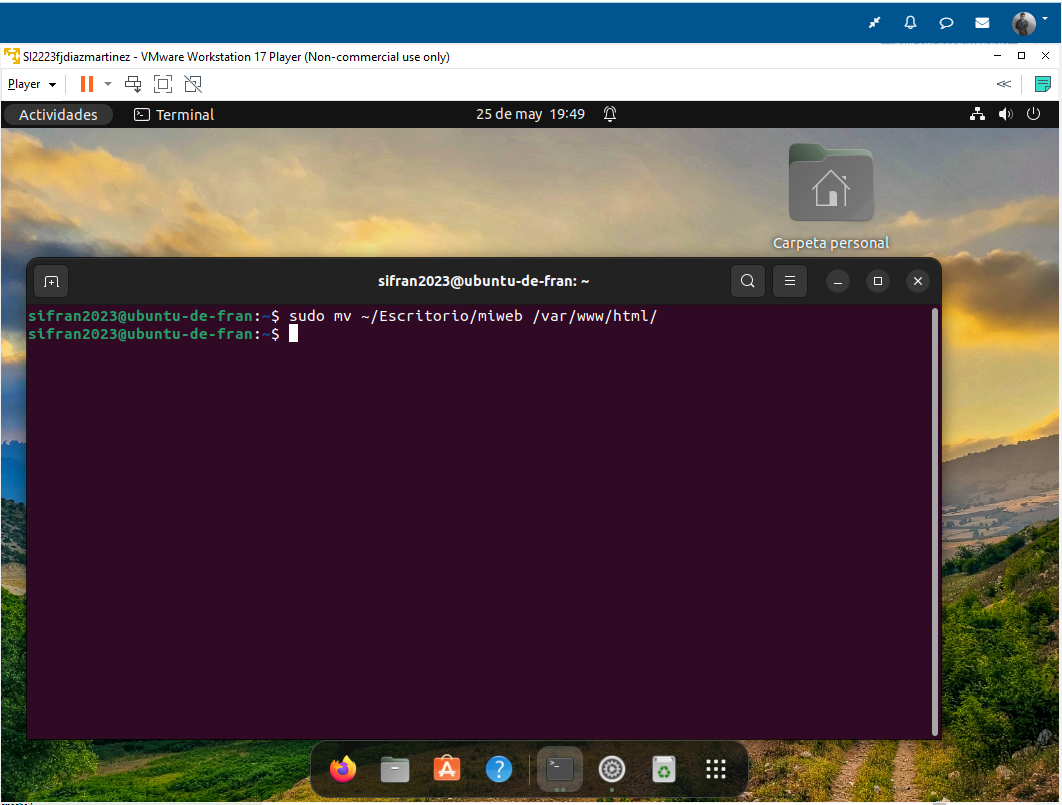 SI2223fjdiazmartinez - VMware Workstation 17 Player (Non-commercial use only)
Player
Actividades Terminal 25 de may 19:49
Carpeta personal
sifran2023@ubuntu-de-fran: ~
sifran2023@ubuntu-de-fran:~$ sudo mv ~/Escritorio/miweb /var/www/html/
sifran2023@ubuntu-de-fran:~$